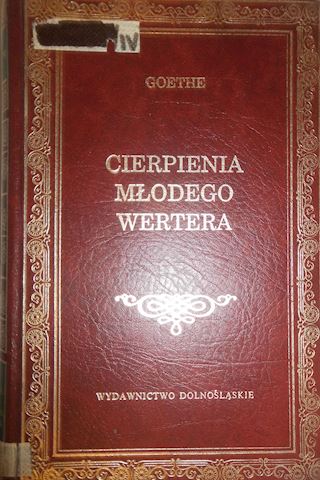 IV
GOETHE
CIERPIENIA
MŁODEGO
WERTERA
WYDAWNICTWO DOLNOŚLĄSKIE